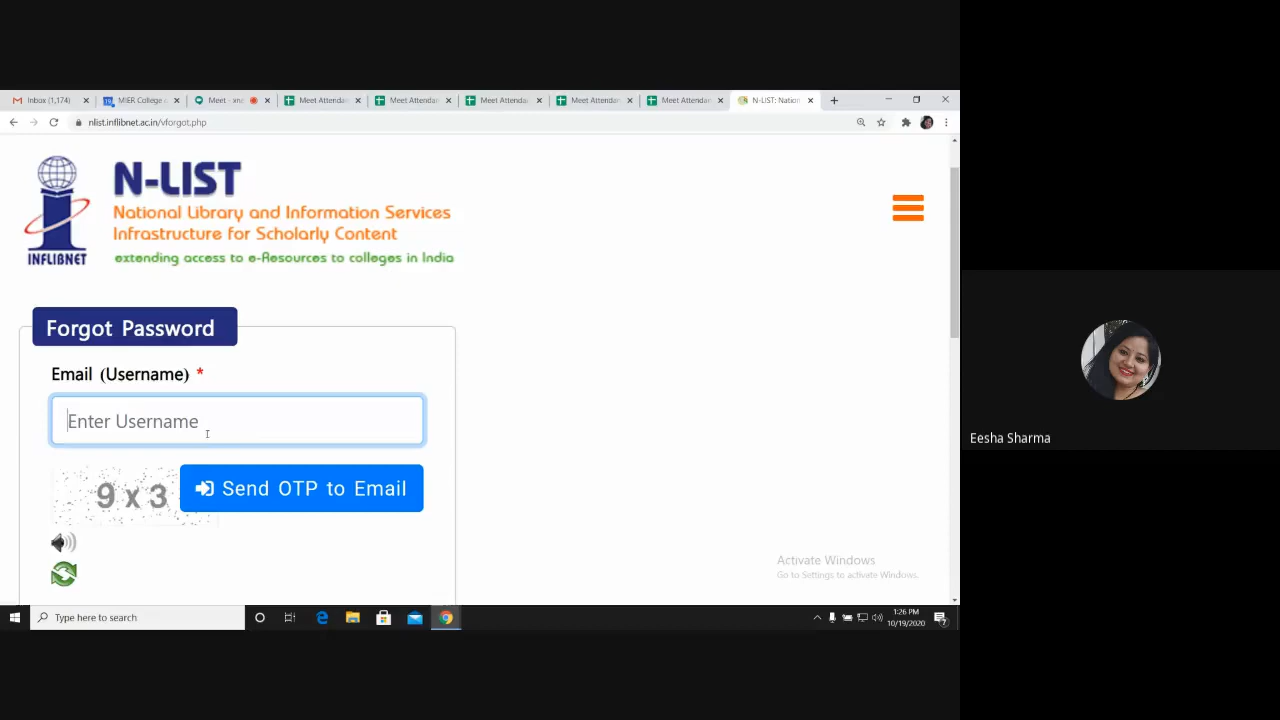 Inbox (1,174)
MIER College
Meet - xn
Meet Attendan
Meet Attendan
Meet Attendan
Meet Attendan
Meet Attendan
N-LIST: Nation
nlist.inflibnet.ac.in/vforgot.php
N-LIST
National Library and Information Services
Infrastructure for Scholarly Content
extending access to e-Resources to colleges in India
INFLIBNET
Forgot Password
Email (Username) *
Enter Username
9 x 3
Send OTP to Email
Activate Windows
Go to Settings to activate Windows.
Type here to search
1:26 PM
10/19/2020
Eesha Sharma